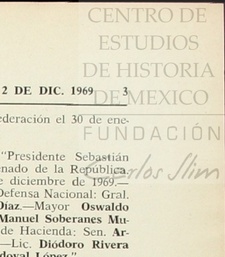 CENTRO DE
ESTUDIOS
DE HISTORIA
DE MEXICO
FUNDACIÓN
Carlos Slim
2 DE DIC. 1969 3
ederación el 30 de ene-
"Presidente Sebastián
enado de la República.
e diciembre de 1969.—
Defensa Nacional: Gral.
Díaz.—Mayor Oswaldo
Manuel Soberanes Mu-
de Hacienda: Sen. Ar-
—Lic. Diódoro Rivera
doval López."